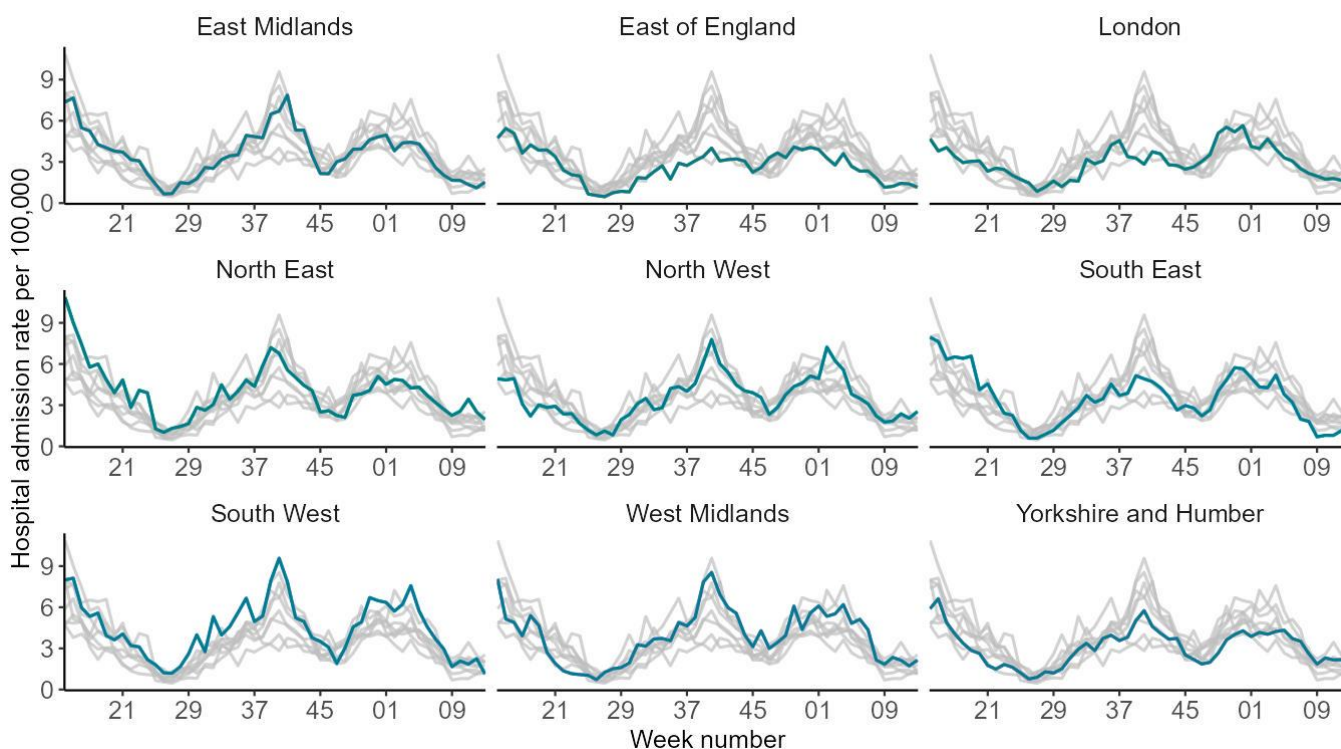 East Midlands
East of England
London
9
6
3
0
21 29 37 45 01 09
21 29 37 45 01 09
21 29 37 45 01 09
North East
North West
South East
9
6
3
0
21 29 37 45 01 09
21 29 37 45 01 09
21 29 37 45 01 09
South West
West Midlands
Yorkshire and Humber
9
6
3
0
21 29 37 45 01 09
21 29 37 45 01 09
21 29 37 45 01 09
Hospital admission rate per 100,000
Week number